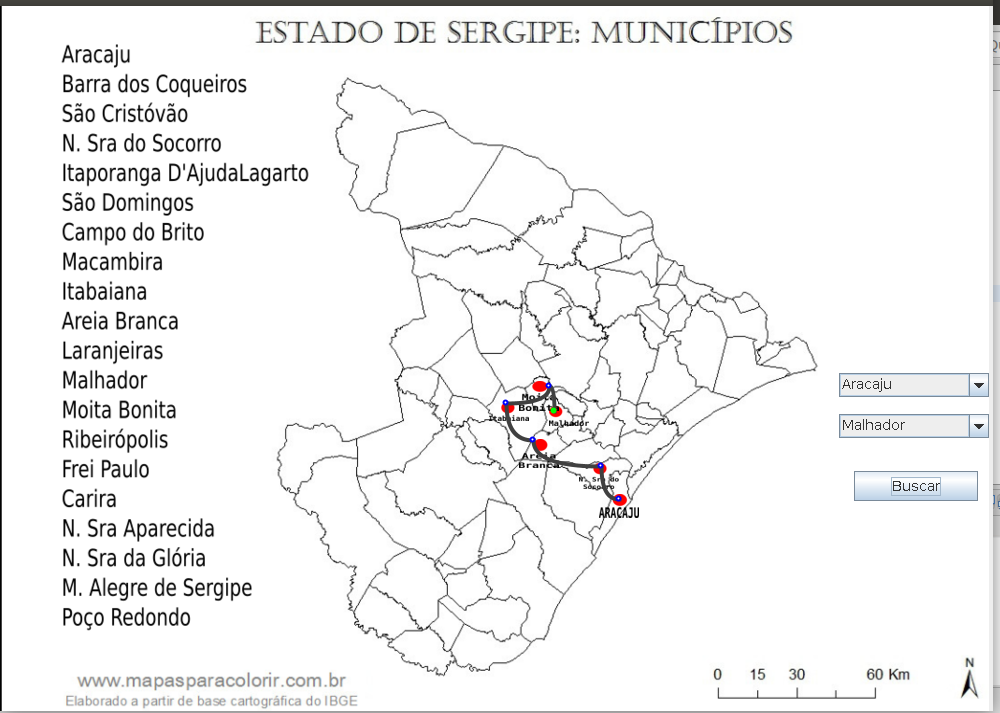 ESTADO DE SERGIPE: MUNICÍPIOS
Aracaju
Barra dos Coqueiros
São Cristóvão
N. Sra do Socorro
Itaporanga D'AjudaLagarto
São Domingos
Campo do Brito
Macambira
Itabaiana
Areia Branca
Laranjeiras
Malhador
Moita Bonita
Ribeirópolis
Frei Paulo
Carira
N. Sra Aparecida
N. Sra da Glória
M. Alegre de Sergipe
Poço Redondo
Moita
Bonita
Itabaiana
Malhador
Areia
Branca
N. Sra do
Socorro
ARACAJU
Aracaju
Malhador
Buscar
www.mapasparacolorir.com.br
Elaborado a partir de base cartográfica do IBGE
0 15 30 60 Km
N